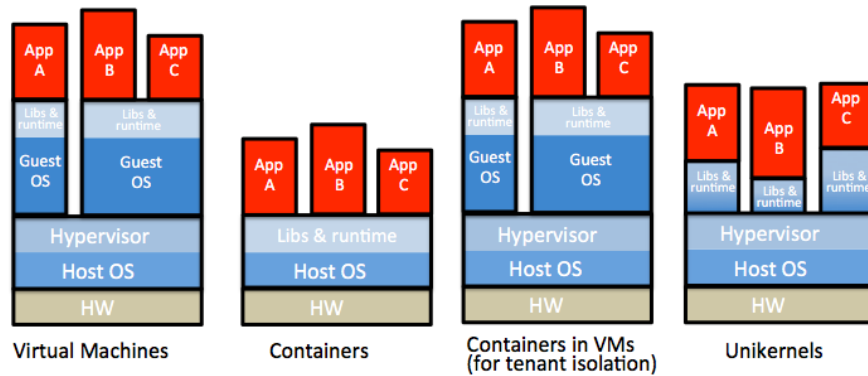 App
A
App
B
App
C
Libs &
runtime
Libs &
runtime
Guest
OS
Guest
OS
Hypervisor
Host OS
HW
Virtual Machines
App
A
App
B
App
C
Libs & runtime
Host OS
HW
Containers
App
A
App
B
App
C
Libs &
runtime
Libs &
runtime
Guest
OS
Guest
OS
Hypervisor
Host OS
HW
Containers in VMs
(for tenant isolation)
App
A
App
B
App
C
Libs &
runtime
Libs &
runtime
Libs &
runtime
Hypervisor
Host OS
HW
Unikernels